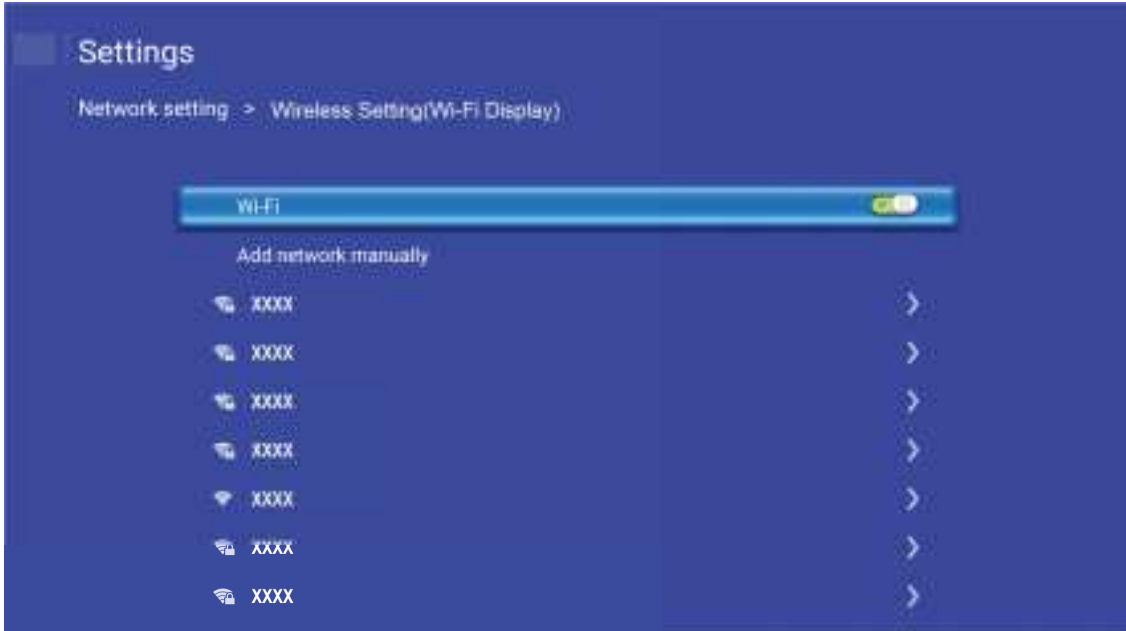 Settings
Network setting > Wireless Setting(Wi-Fi Display)
Wi-Fi
Add network manually
XXXX
XXXX
XXXX
XXXX
XXXX
XXXX
XXXX